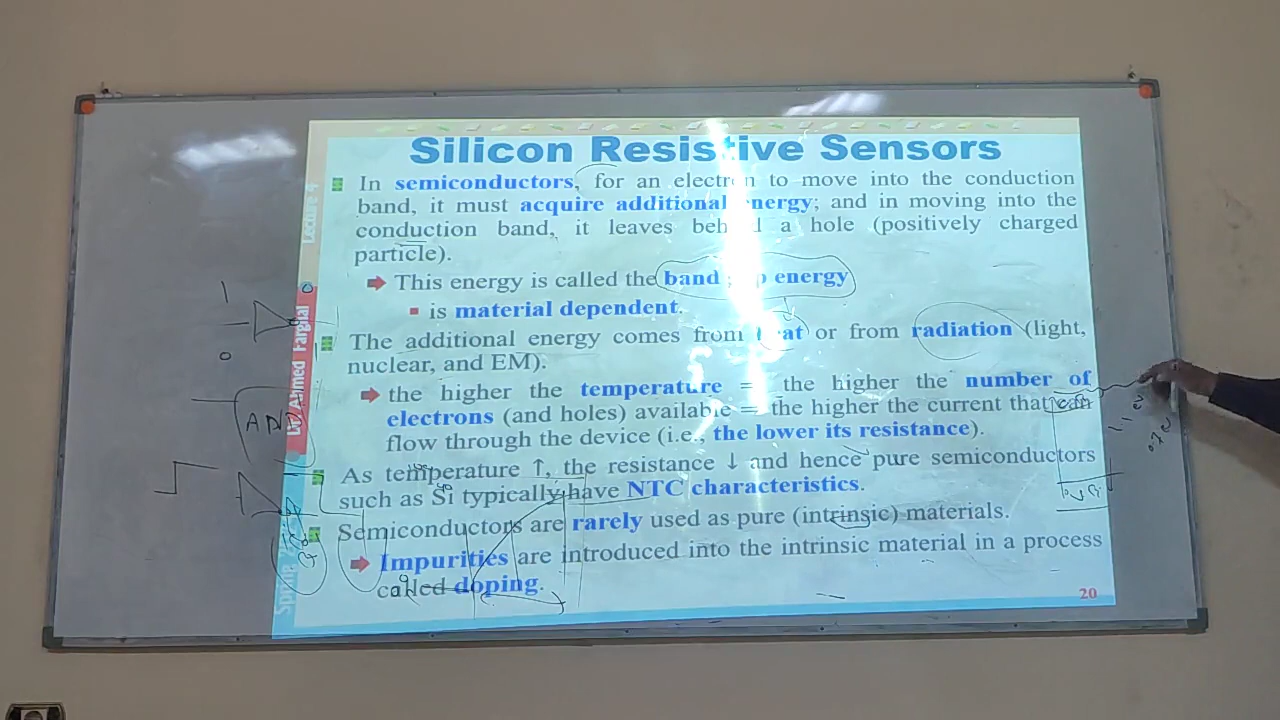 Silicon Resistive Sensors
In semiconductors, for an electron to move into the conduction
band, it must acquire additional energy; and in moving into the
conduction band, it leaves behind a hole (positively charged
particle).
This energy is called the band gap energy
is material dependent.
The additional energy comes from heat or from radiation (light,
nuclear, and EM).
the higher the temperature = the higher the number of
electrons (and holes) available = the higher the current that can
flow through the device (i.e., the lower its resistance).
As temperature ↑, the resistance ↓ and hence pure semiconductors
such as Si typically have NTC characteristics.
Semiconductors are rarely used as pure (intrinsic) materials.
Impurities are introduced into the intrinsic material in a process
called doping.
20
Lecture 4
Ahmed Farghal
Spring
1
0